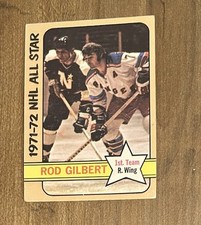 1971-72 NHL ALL STAR
ROD GILBERT
1st. Team
R. Wing